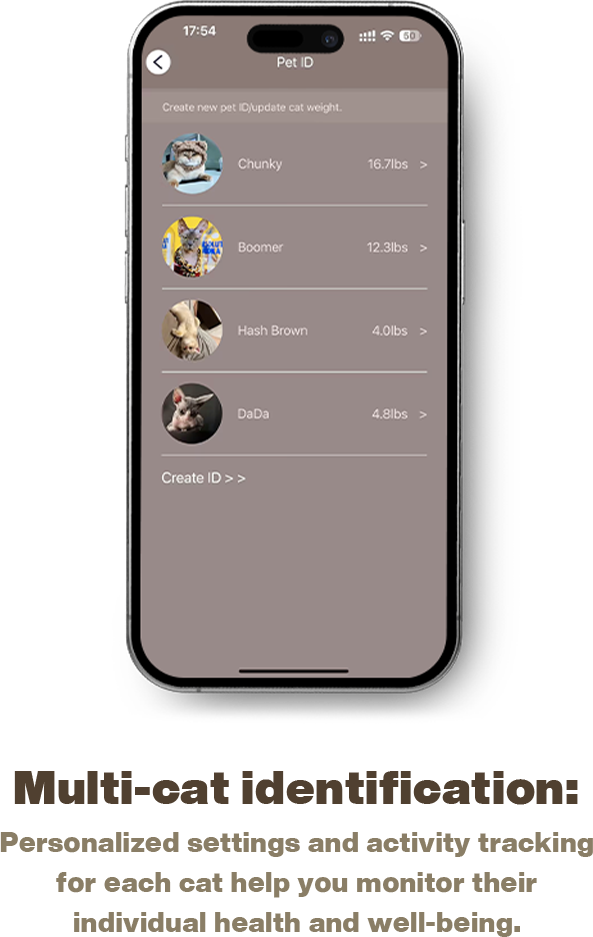 17:54
60
Pet ID
Create new pet ID/update cat weight.
Chunky 16.7lbs >
Boomer 12.3lbs >
Hash Brown 4.0lbs >
DaDa 4.8lbs >
Create ID > >
Multi-cat identification:
Personalized settings and activity tracking
for each cat help you monitor their
individual health and well-being.